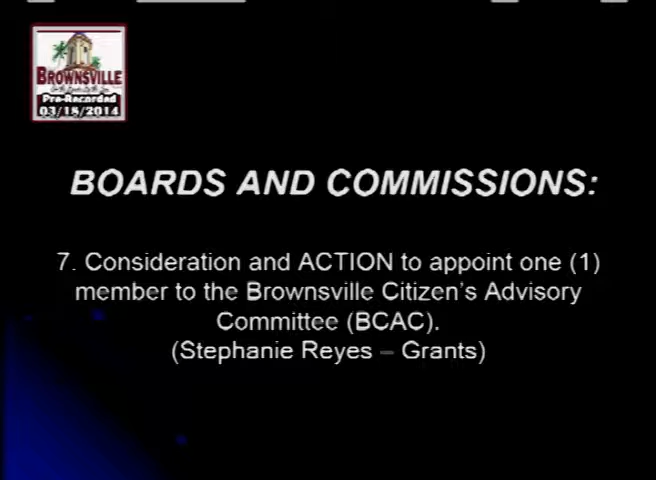 BROWNSVILLE
Pre-Recorded
03/18/2014
BOARDS AND COMMISSIONS:
7. Consideration and ACTION to appoint one (1)
member to the Brownsville Citizen's Advisory
Committee (BCAC).
(Stephanie Reyes – Grants)